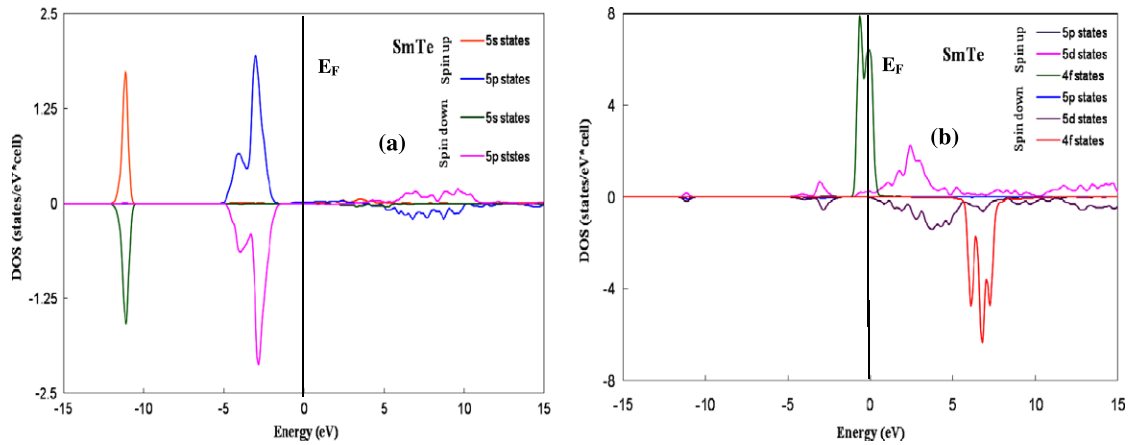 2.5
1.25
0
-1.25
-2.5
DOS (states/eV*cell)
-15
-10
-5
0
5
10
15
Energy (eV)
SmTe
E_F
(a)
Spin up
5s states
5p states
Spin down
5s states
5p ststes
8
4
0
-4
-8
DOS (states/eV*cell)
-15
-10
-5
0
5
10
15
Energy (eV)
SmTe
E_F
(b)
Spin up
5p states
5d states
4f states
Spin down
5p states
5d states
4f states